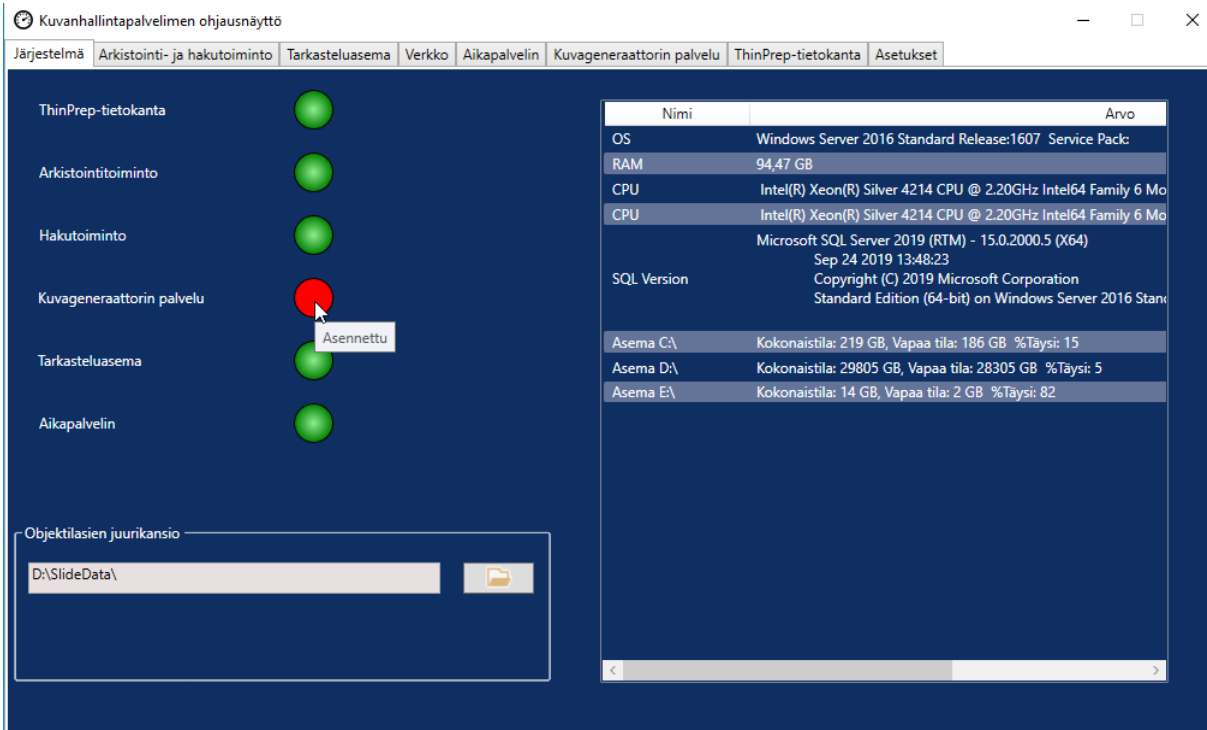 Kuvanhallintapalvelimen ohjausnäyttö
Järjestelmä Arkistointi- ja hakutoiminto Tarkasteluasema Verkko Aikapalvelin Kuvageneraattorin palvelu ThinPrep-tietokanta Asetukset
ThinPrep-tietokanta
Arkistointitoiminto
Hakutoiminto
Kuvageneraattorin palvelu
Asennettu
Tarkasteluasema
Aikapalvelin
Objektilasien juurikansio
D:\SlideData\
Nimi Arvo
OS Windows Server 2016 Standard Release:1607 Service Pack:
RAM 94,47 GB
CPU Intel(R) Xeon(R) Silver 4214 CPU @ 2.20GHz Intel64 Family 6 Mo
CPU Intel(R) Xeon(R) Silver 4214 CPU @ 2.20GHz Intel64 Family 6 Mo
Microsoft SQL Server 2019 (RTM) - 15.0.2000.5 (X64)
Sep 24 2019 13:48:23
SQL Version Copyright (C) 2019 Microsoft Corporation
Standard Edition (64-bit) on Windows Server 2016 Stan
Asema C:\ Kokonaistila: 219 GB, Vapaa tila: 186 GB %Täysi: 15
Asema D:\ Kokonaistila: 29805 GB, Vapaa tila: 28305 GB %Täysi: 5
Asema E:\ Kokonaistila: 14 GB, Vapaa tila: 2 GB %Täysi: 82